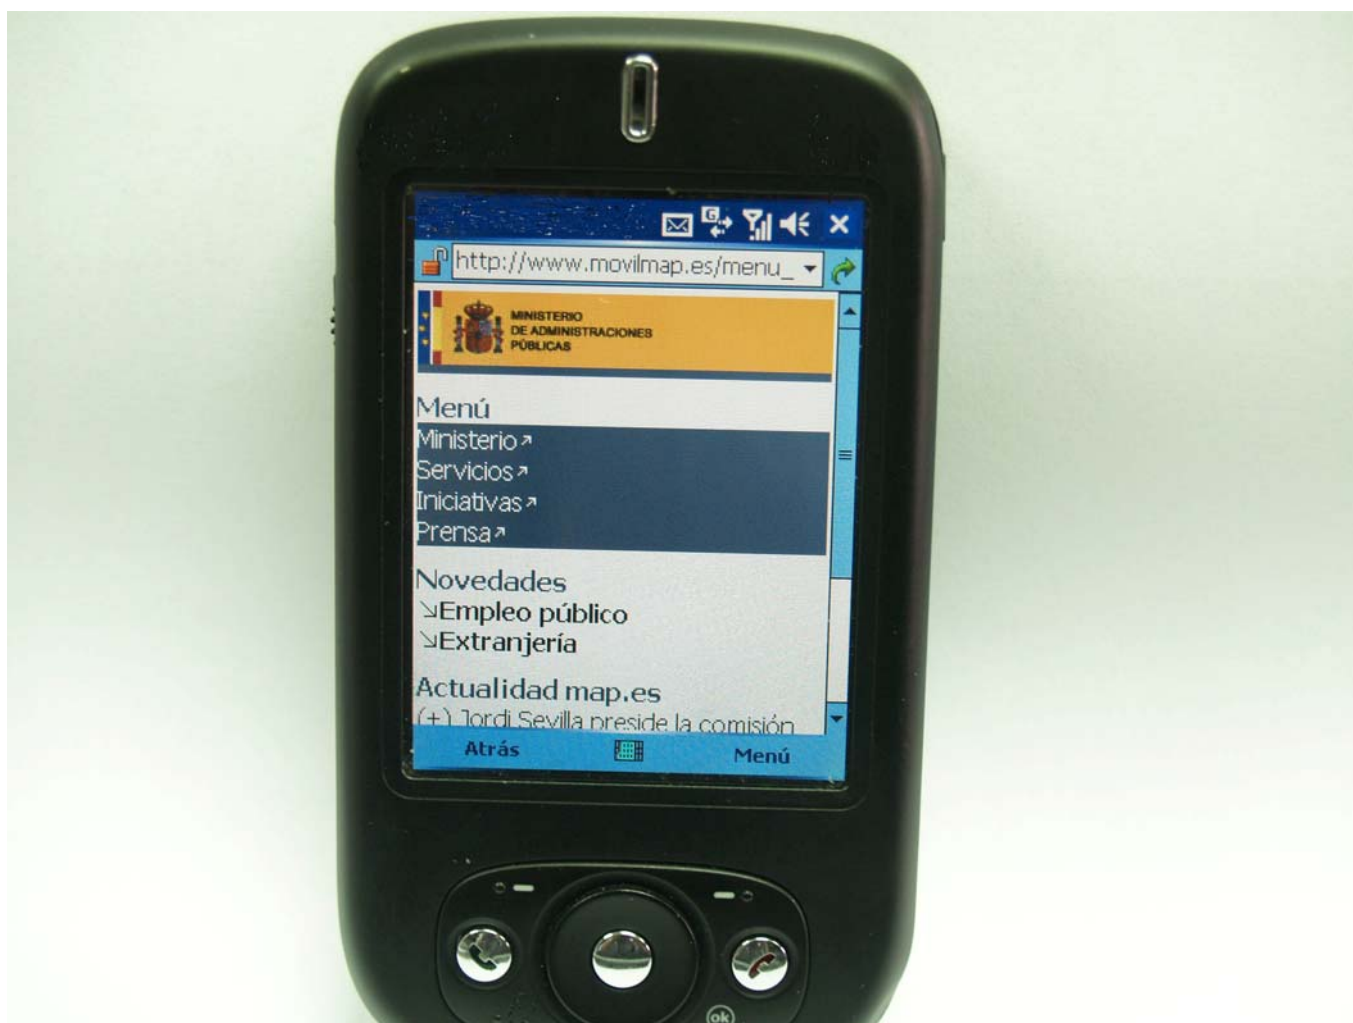 G
http://www.movilmap.es/menu_
MINISTERIO
DE ADMINISTRACIONES
PÚBLICAS
Menú
Ministerio
Servicios
Iniciativas
Prensa
Novedades
Empleo público
Extranjería
Actualidad map.es
(+) Jordi Sevilla preside la comisión
Atrás
Menú
ok